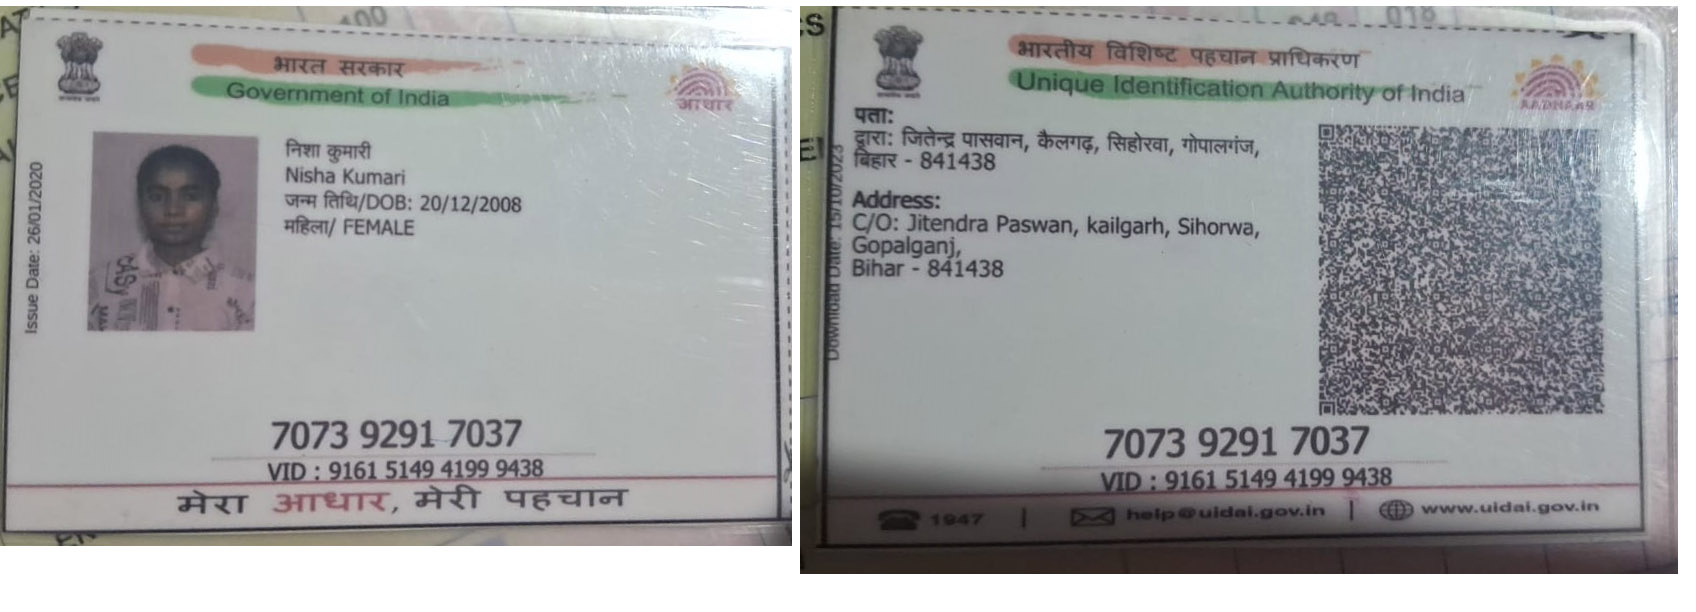 भारत सरकार
Government of India
आधार
Issue Date: 26/01/2020
निशा कुमारी
Nisha Kumari
जन्म तिथि/DOB: 20/12/2008
महिला/ FEMALE
7073 9291 7037
VID : 9161 5149 4199 9438
मेरा आधार, मेरी पहचान
भारतीय विशिष्ट पहचान प्राधिकरण
Unique Identification Authority of India
AADHAAR
Download Date: 15/10/2023
पता:
द्वारा: जितेन्द्र पासवान, कैलगढ़, सिहोरवा, गोपालगंज,
बिहार - 841438
Address:
C/O: Jitendra Paswan, kailgarh, Sihorwa,
Gopalganj,
Bihar - 841438
7073 9291 7037
VID : 9161 5149 4199 9438
1947 | help@uidai.gov.in | www.uidai.gov.in